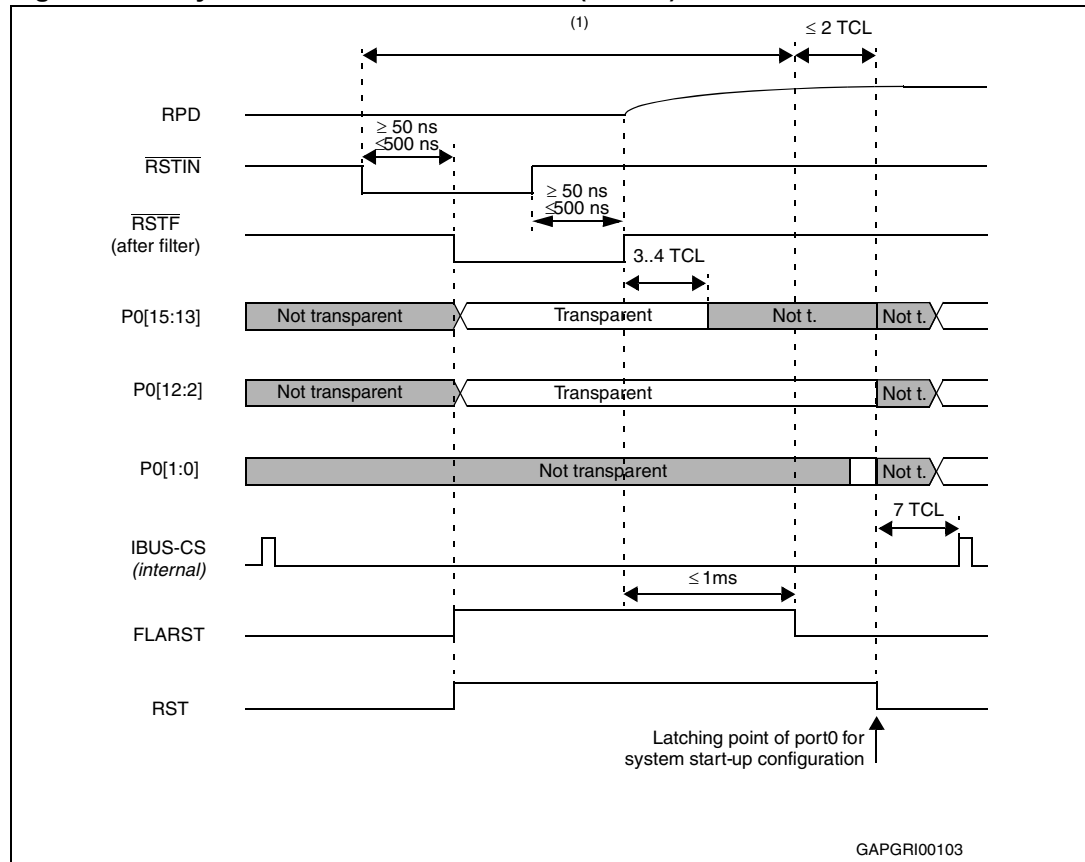 (1)
≤ 2 TCL
RPD
≥ 50 ns
≤500 ns
RSTIN
≥ 50 ns
≤500 ns
RSTF
(after filter)
3..4 TCL
P0[15:13]
Not transparent
Transparent
Not t.
Not t.
P0[12:2]
Not transparent
Transparent
Not t.
P0[1:0]
Not transparent
Not t.
7 TCL
IBUS-CS
(internal)
≤ 1ms
FLARST
RST
Latching point of port0 for
system start-up configuration
GAPGRI00103